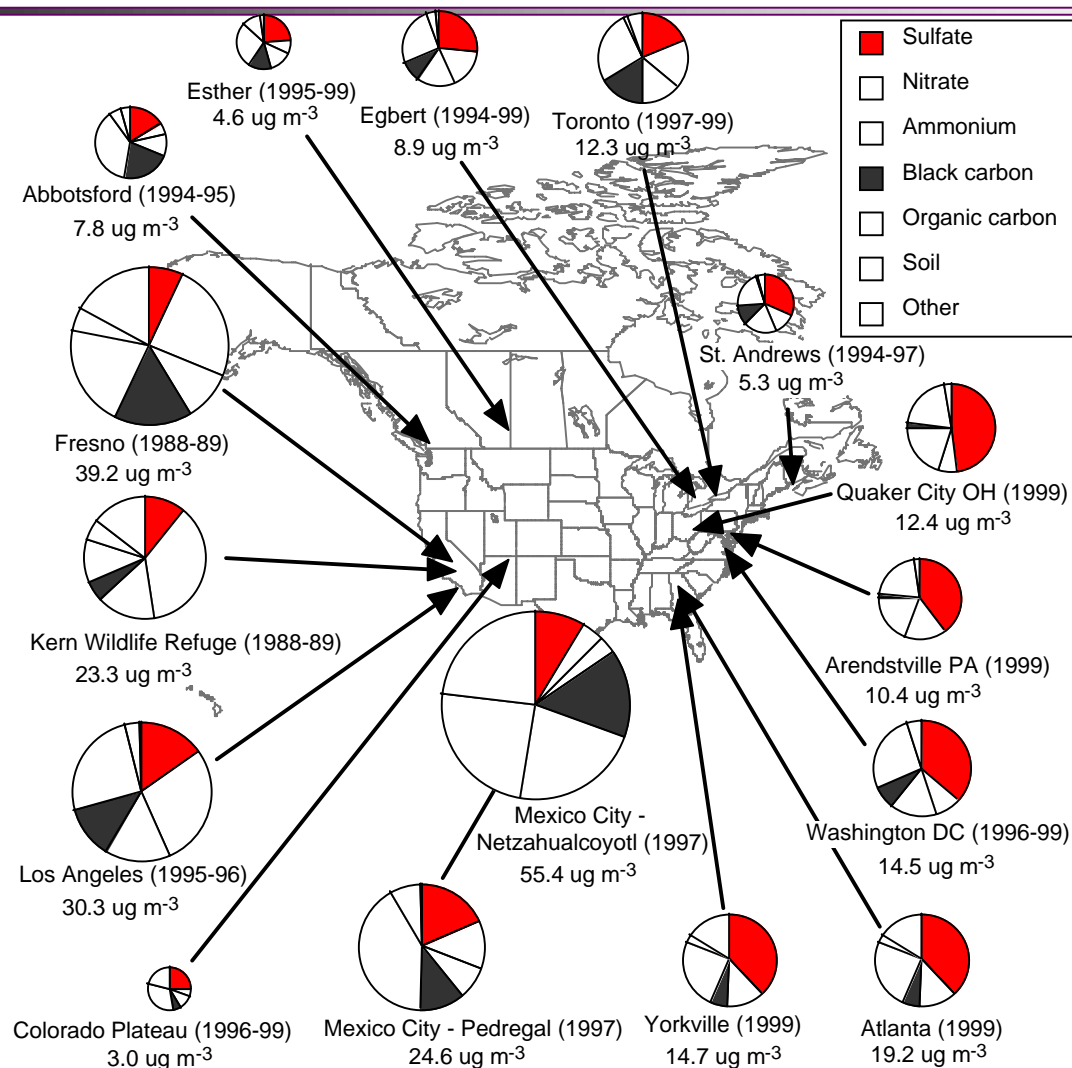 Esther (1995-99)
4.6 ug m-3
Egbert (1994-99)
8.9 ug m-3
Toronto (1997-99)
12.3 ug m-3
Sulfate
Nitrate
Ammonium
Black carbon
Organic carbon
Soil
Other
Abbotsford (1994-95)
7.8 ug m-3
St. Andrews (1994-97)
5.3 ug m-3
Fresno (1988-89)
39.2 ug m-3
Quaker City OH (1999)
12.4 ug m-3
Kern Wildlife Refuge (1988-89)
23.3 ug m-3
Arendstville PA (1999)
10.4 ug m-3
Mexico City -
Netzahualcoyotl (1997)
55.4 ug m-3
Washington DC (1996-99)
14.5 ug m-3
Los Angeles (1995-96)
30.3 ug m-3
Colorado Plateau (1996-99)
3.0 ug m-3
Mexico City - Pedregal (1997)
24.6 ug m-3
Yorkville (1999)
14.7 ug m-3
Atlanta (1999)
19.2 ug m-3